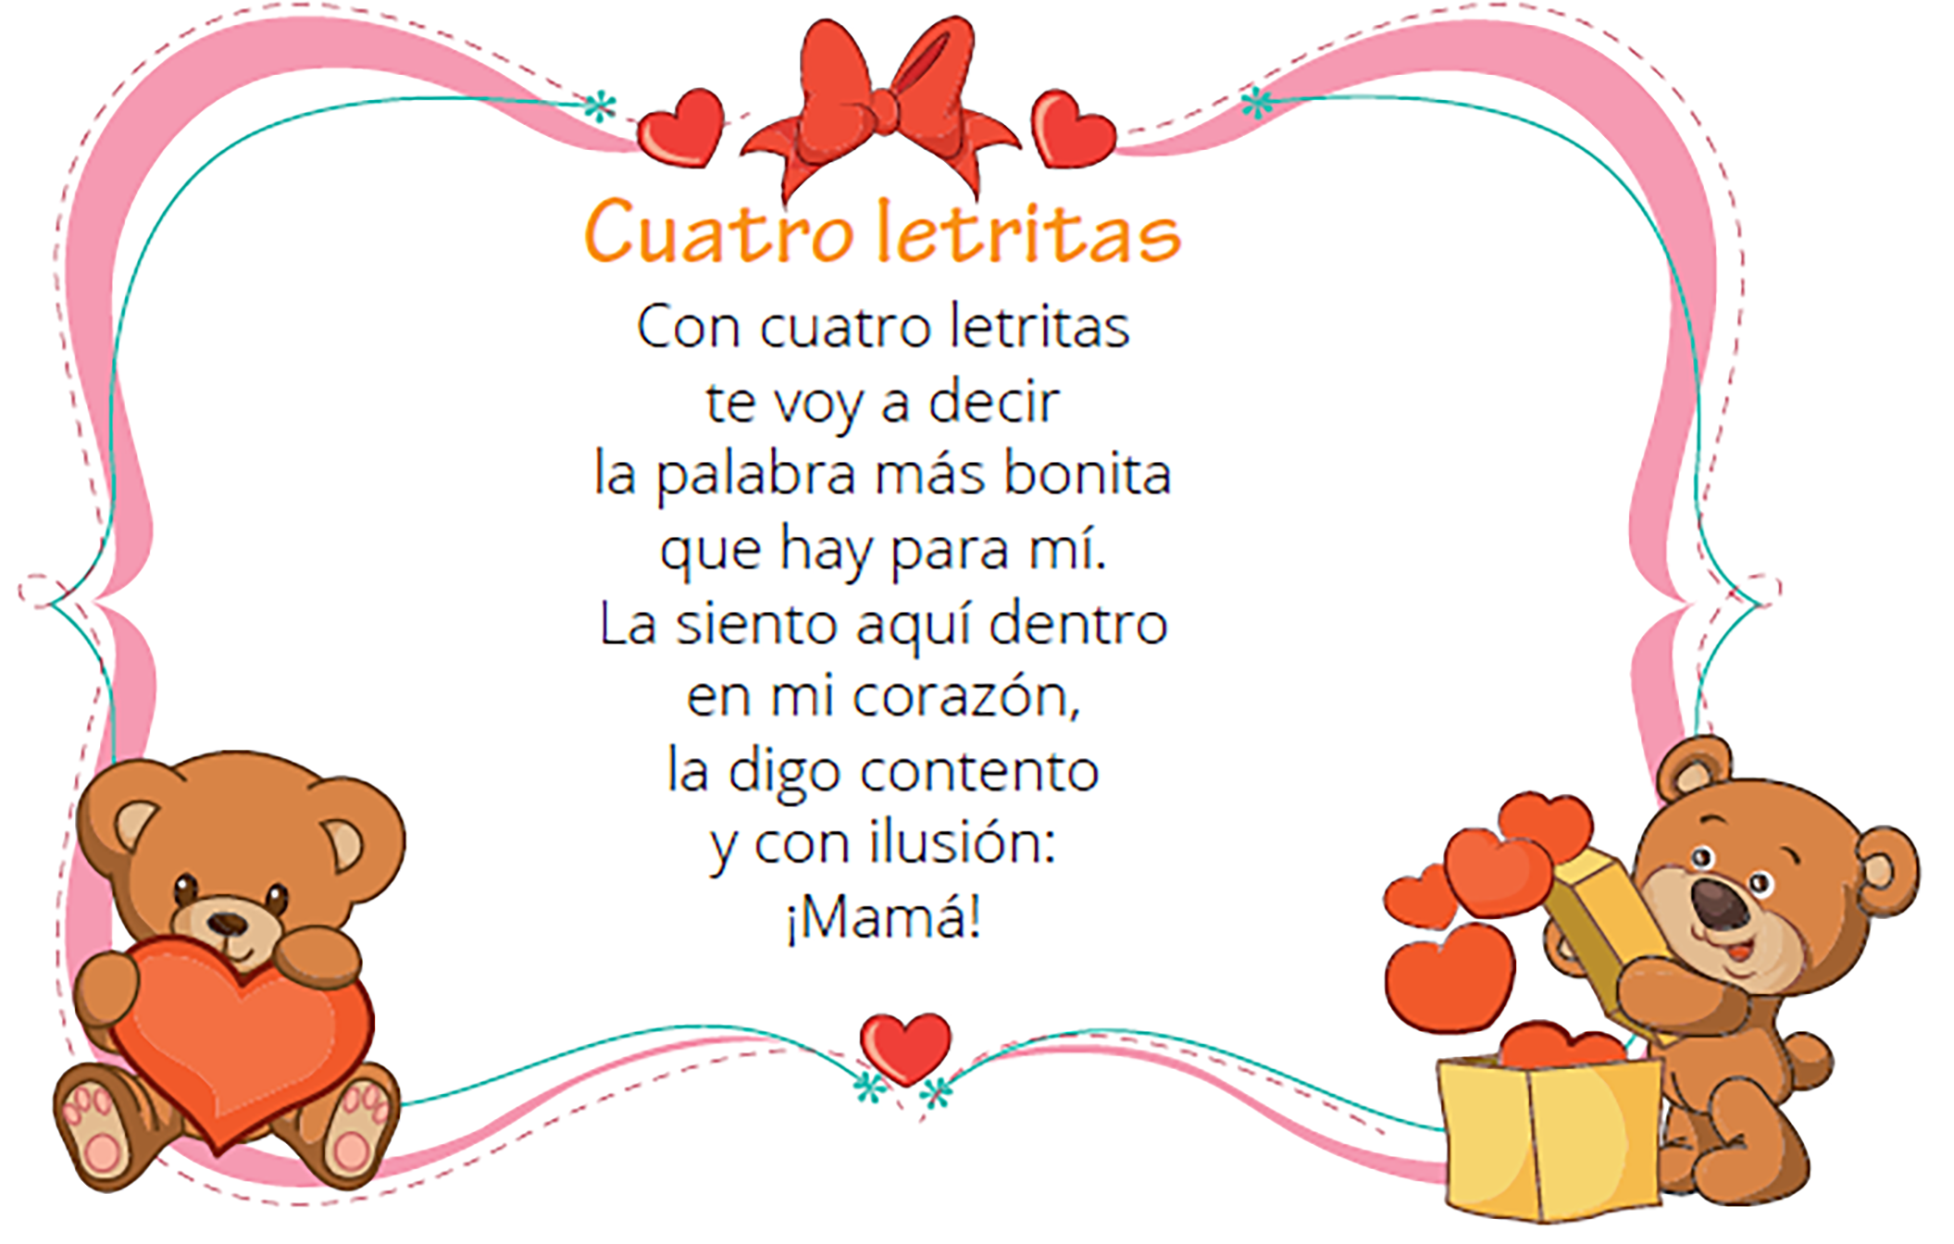 Cuatro letritas
Con cuatro letritas
te voy a decir
la palabra más bonita
que hay para mí.
La siento aquí dentro
en mi corazón,
la digo contento
y con ilusión:
¡Mamá!